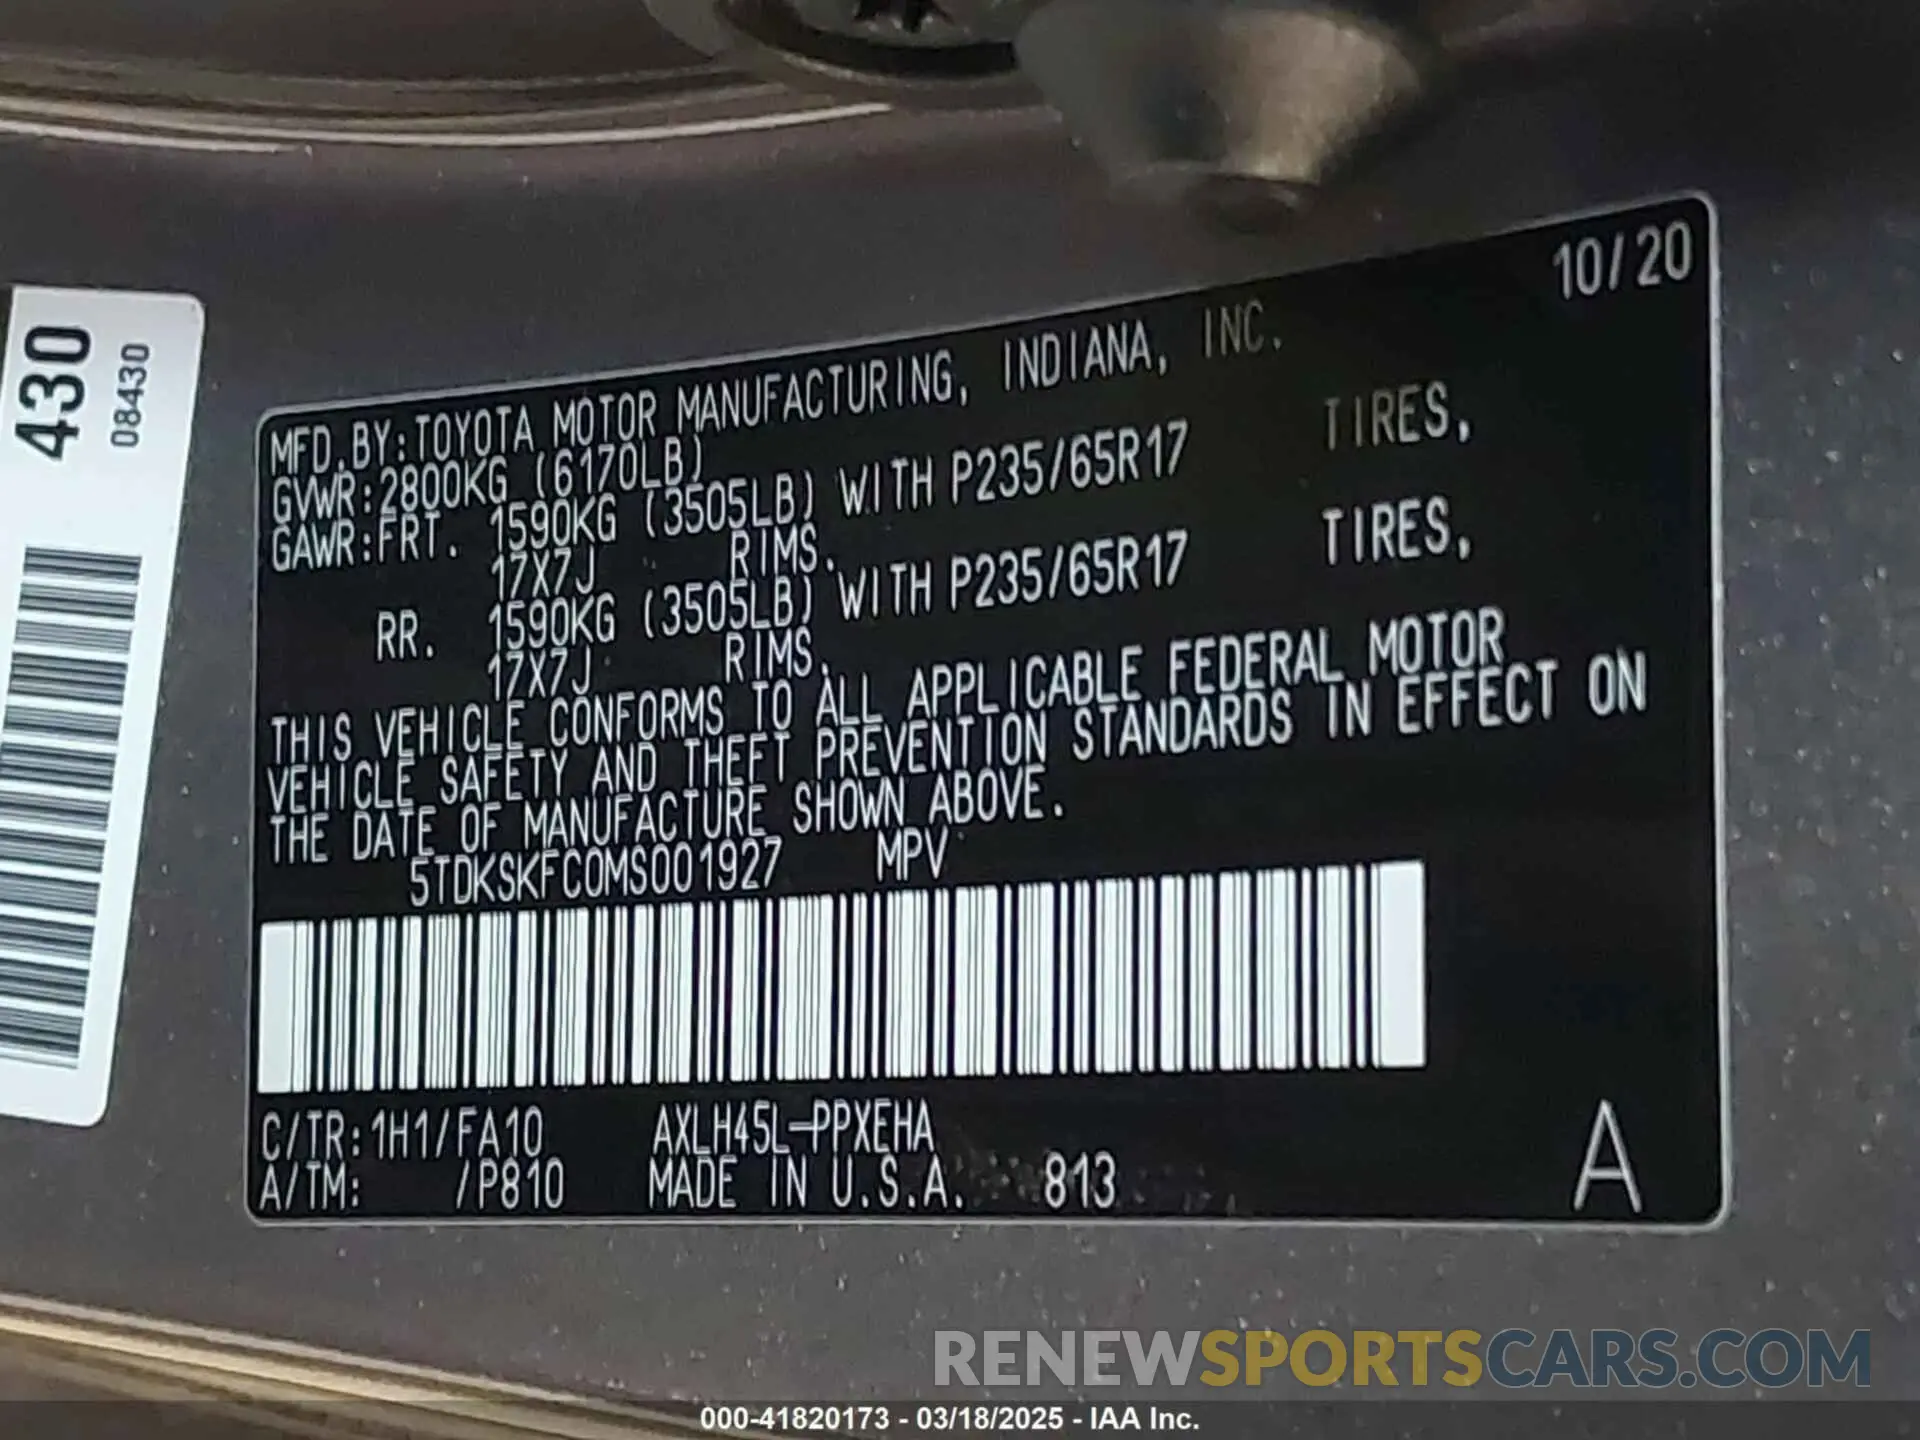 430
08430
10/20
MFD.BY:TOYOTA MOTOR MANUFACTURING, INDIANA, INC.
GVWR:2800KG (6170LB)
GAWR:FRT. 1590KG (3505LB) WITH P235/65R17 TIRES,
17X7J RIMS.
RR. 1590KG (3505LB) WITH P235/65R17 TIRES,
17X7J RIMS.
THIS VEHICLE CONFORMS TO ALL APPLICABLE FEDERAL MOTOR
VEHICLE SAFETY AND THEFT PREVENTION STANDARDS IN EFFECT ON
THE DATE OF MANUFACTURE SHOWN ABOVE.
5TDKSKFC0MS001927 MPV
C/TR:1H1/FA10 AXLH45L-PPXEHA
A/TM: /P810 MADE IN U.S.A. 813
A
RENEWSPORTSCARS.COM
000-41820173 - 03/18/2025 - IAA Inc.